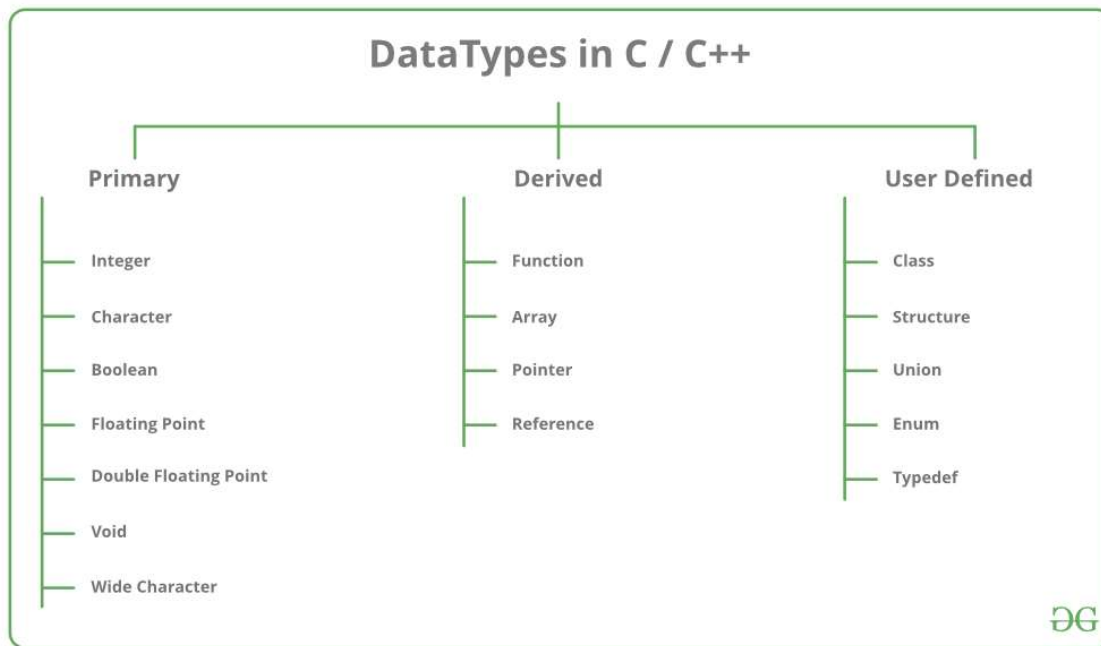 DataTypes in C / C++
Primary
Integer
Character
Boolean
Floating Point
Double Floating Point
Void
Wide Character
Derived
Function
Array
Pointer
Reference
User Defined
Class
Structure
Union
Enum
Typedef